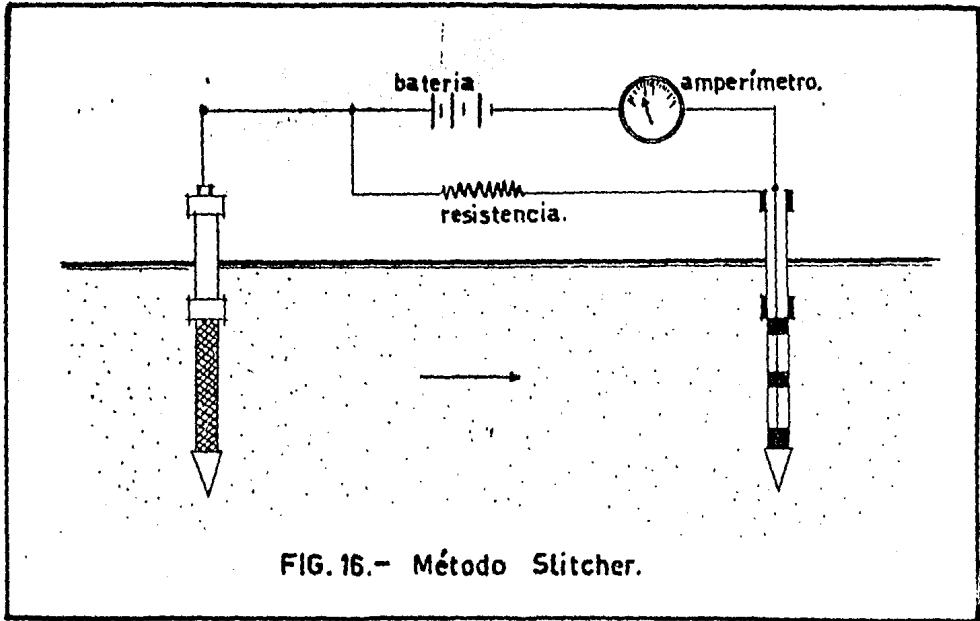 bateria
amperímetro.
resistencia.
FIG. 16.- Método Slitcher.